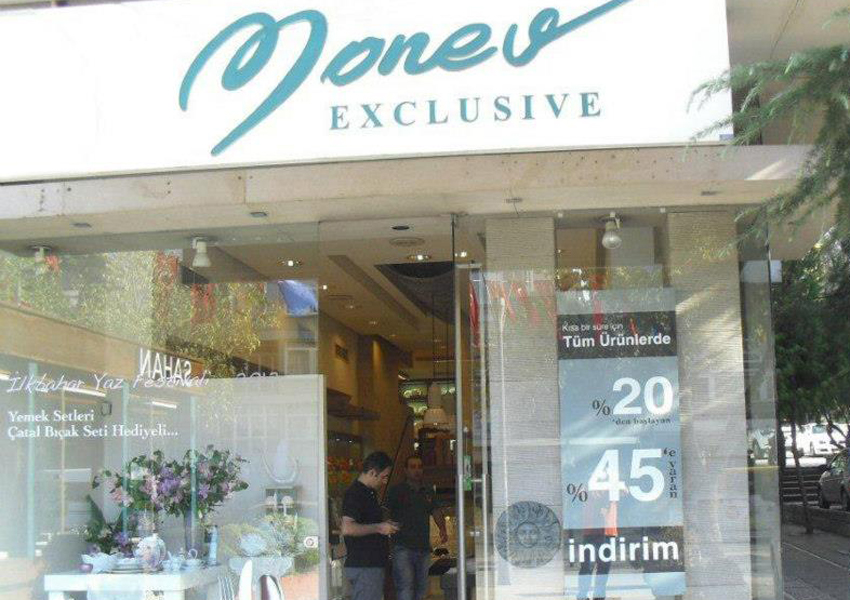 Monev
EXCLUSIVE
Kısa bir süre için
Tüm Ürünlerde
%20
'den başlayan
%45'e varan
indirim
SAHAN
İlkbahar Yaz Festivali
Yemek Setleri
Çatal Bıçak Seti Hediyeli...